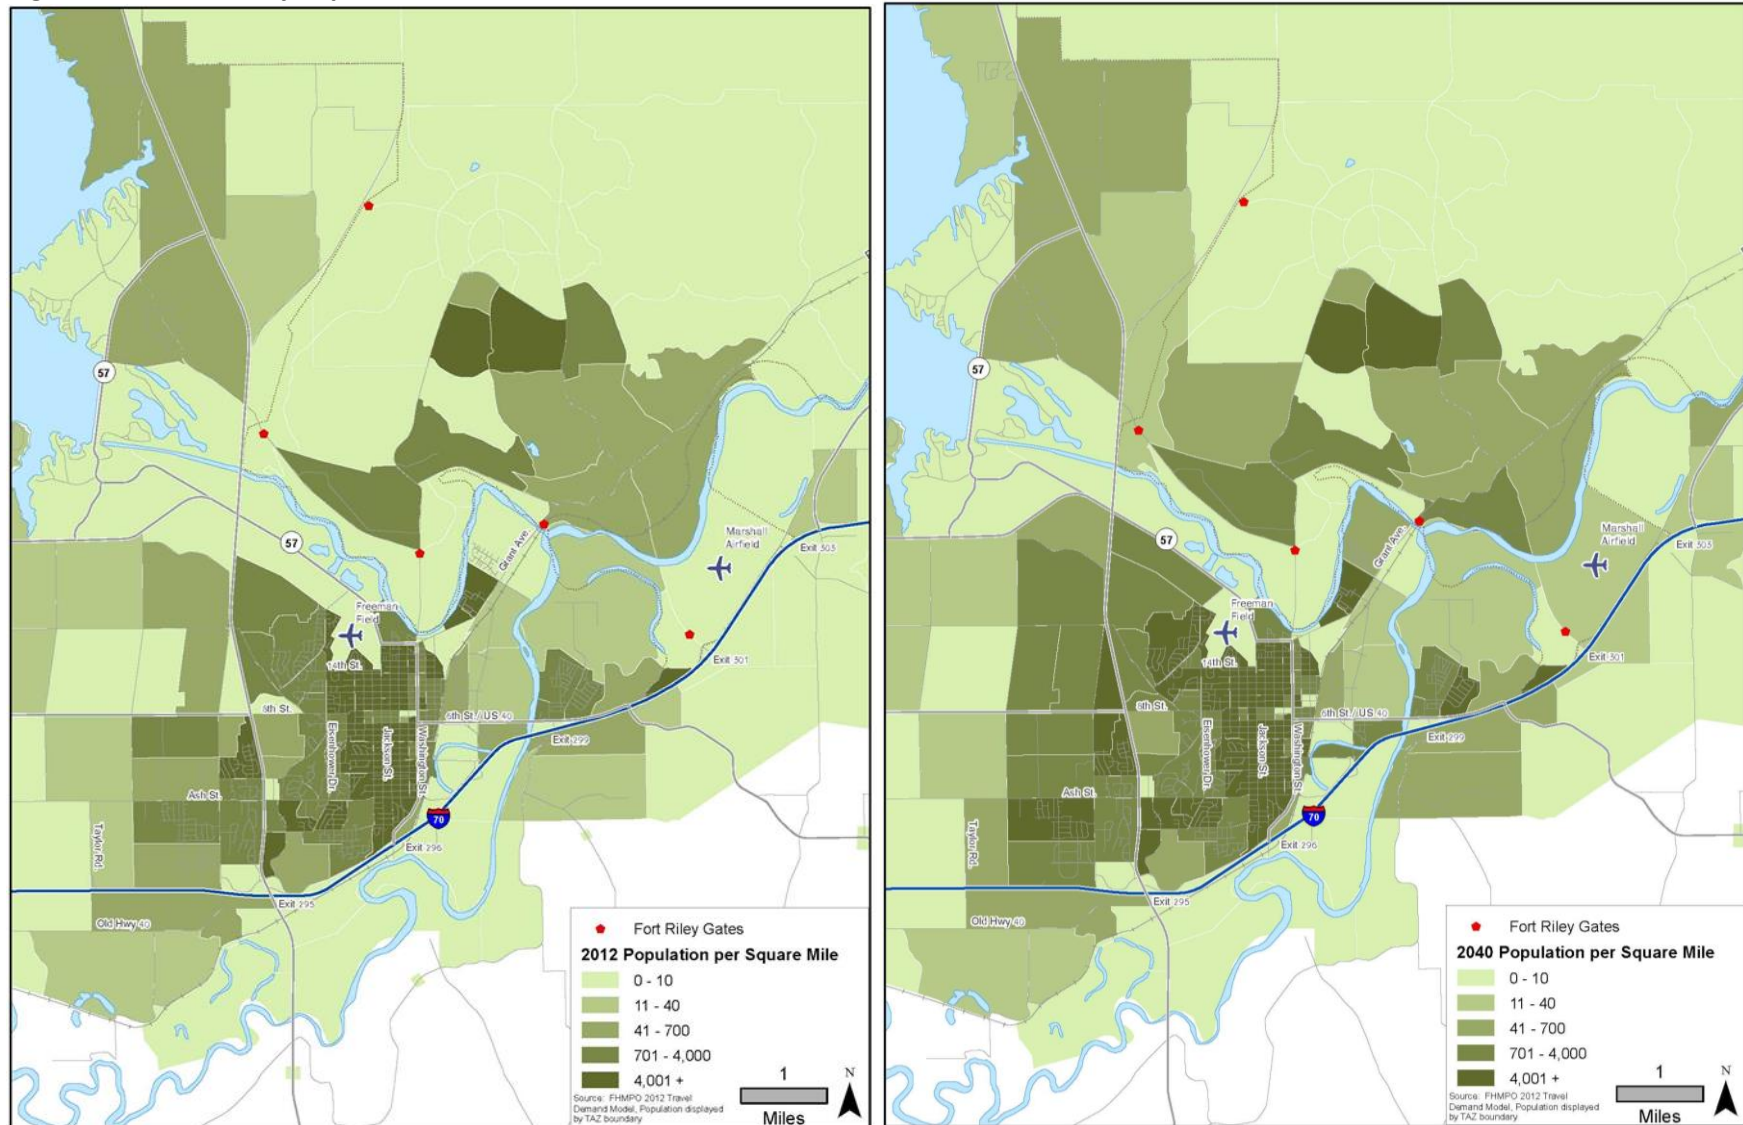 57
57
Grant Ave.
Marshall
Airfield
Exit 303
Freeman
Field
14th St.
Exit 301
8th St.
6th St. / US 40
Eisenhower Dr.
Jackson St.
Washington St.
Exit 299
Ash St.
Taylor Rd.
70
Exit 296
Exit 295
Old Hwy 40
Fort Riley Gates
2012 Population per Square Mile
0 - 10
11 - 40
41 - 700
701 - 4,000
4,001 +
Source: FHMPO 2012 Travel
Demand Model, Population displayed
by TAZ boundary
1
Miles
N
57
57
Grant Ave.
Marshall
Airfield
Exit 303
Freeman
Field
14th St.
Exit 301
8th St.
6th St. / US 40
Eisenhower Dr.
Jackson St.
Washington St.
Exit 299
Ash St.
Taylor Rd.
70
Exit 296
Exit 295
Old Hwy 40
Fort Riley Gates
2040 Population per Square Mile
0 - 10
11 - 40
41 - 700
701 - 4,000
4,001 +
Source: FHMPO 2012 Travel
Demand Model, Population displayed
by TAZ boundary
1
Miles
N